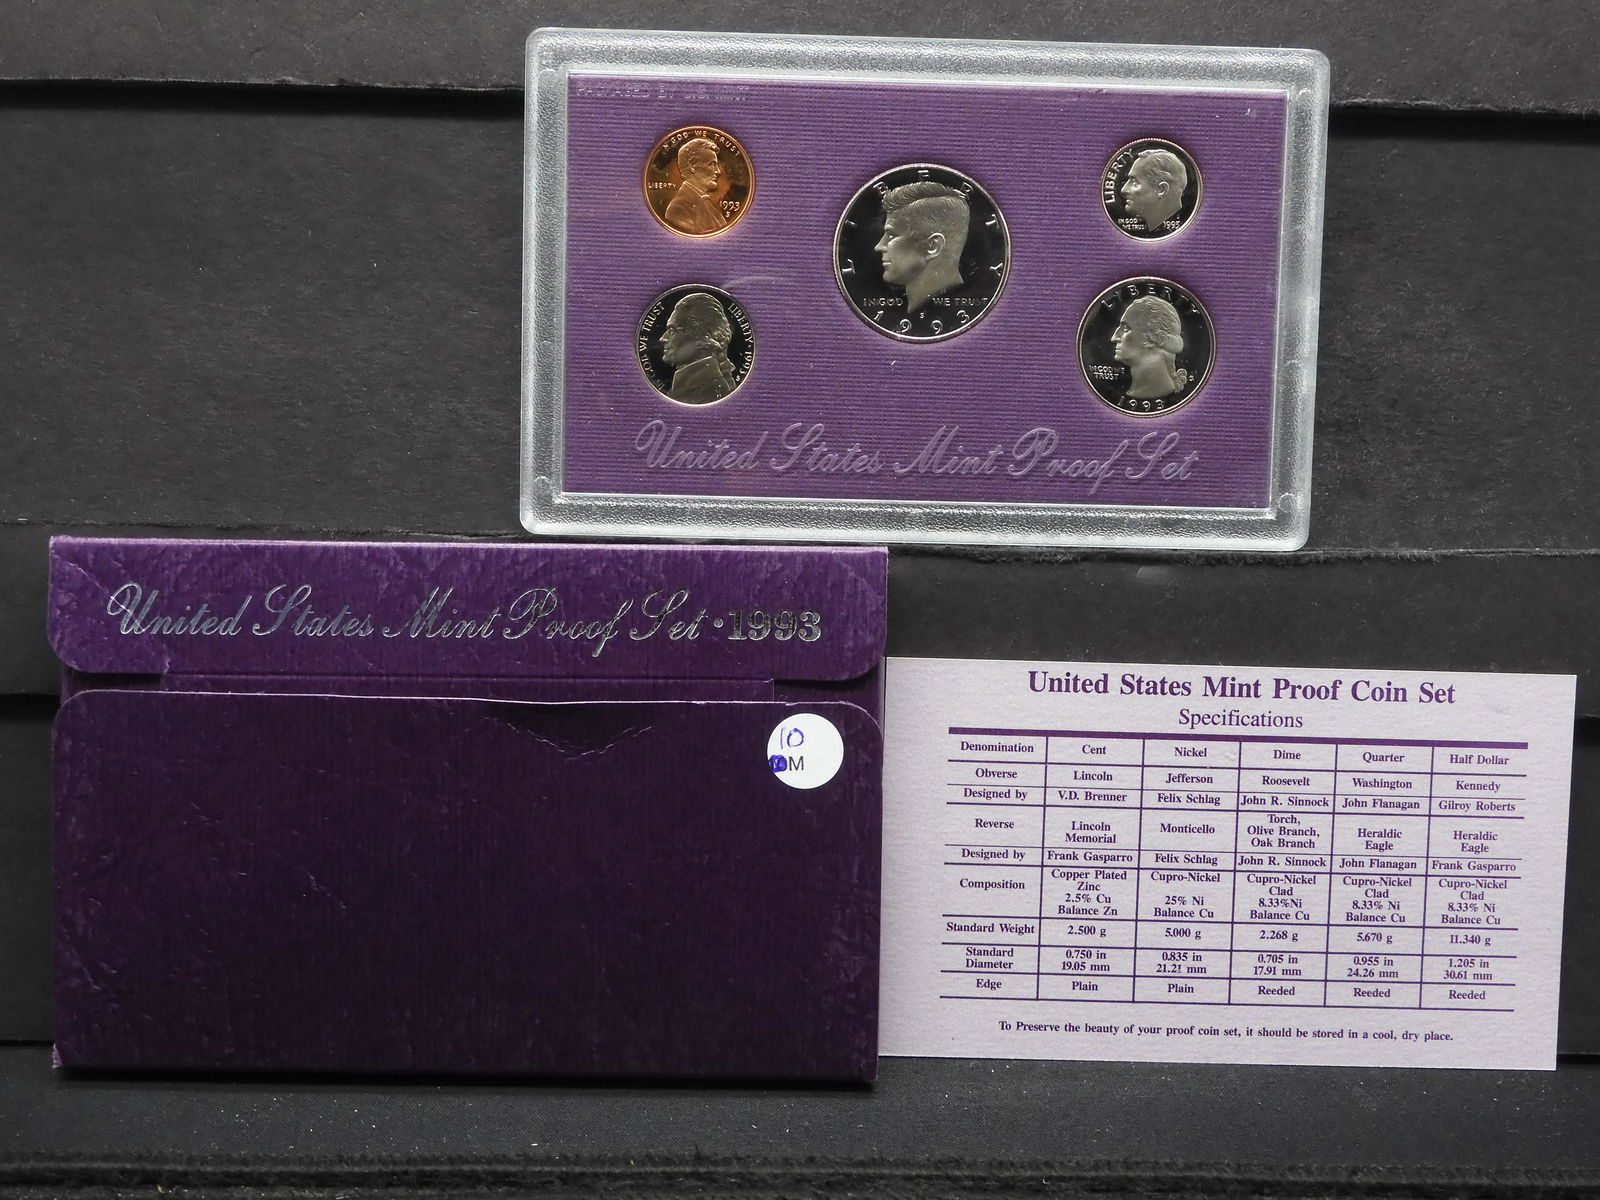 PACKAGED BY U.S. MINT
IN GOD WE TRUST
LIBERTY
1993
S
LIBERTY
IN GOD
WE TRUST
1993
LIBERTY
IN GOD WE TRUST
S
1993
IN GOD WE TRUST
LIBERTY · 1993
S
LIBERTY
IN GOD WE
TRUST
S
1993
United States Mint Proof Set
United States Mint Proof Set · 1993
10
M
United States Mint Proof Coin Set
Specifications
Denomination Cent Nickel Dime Quarter Half Dollar
Obverse Lincoln Jefferson Roosevelt Washington Kennedy
Designed by V.D. Brenner Felix Schlag John R. Sinnock John Flanagan Gilroy Roberts
Reverse Lincoln Memorial Monticello Torch, Olive Branch, Oak Branch Heraldic Eagle Heraldic Eagle
Designed by Frank Gasparro Felix Schlag John R. Sinnock John Flanagan Frank Gasparro
Composition Copper Plated Zinc 2.5% Cu Balance Zn Cupro-Nickel 25% Ni Balance Cu Cupro-Nickel Clad 8.33%Ni Balance Cu Cupro-Nickel Clad 8.33% Ni Balance Cu Cupro-Nickel Clad 8.33% Ni Balance Cu
Standard Weight 2.500 g 5.000 g 2.268 g 5.670 g 11.340 g
Standard Diameter 0.750 in 19.05 mm 0.835 in 21.21 mm 0.705 in 17.91 mm 0.955 in 24.26 mm 1.205 in 30.61 mm
Edge Plain Plain Reeded Reeded Reeded
To Preserve the beauty of your proof coin set, it should be stored in a cool, dry place.